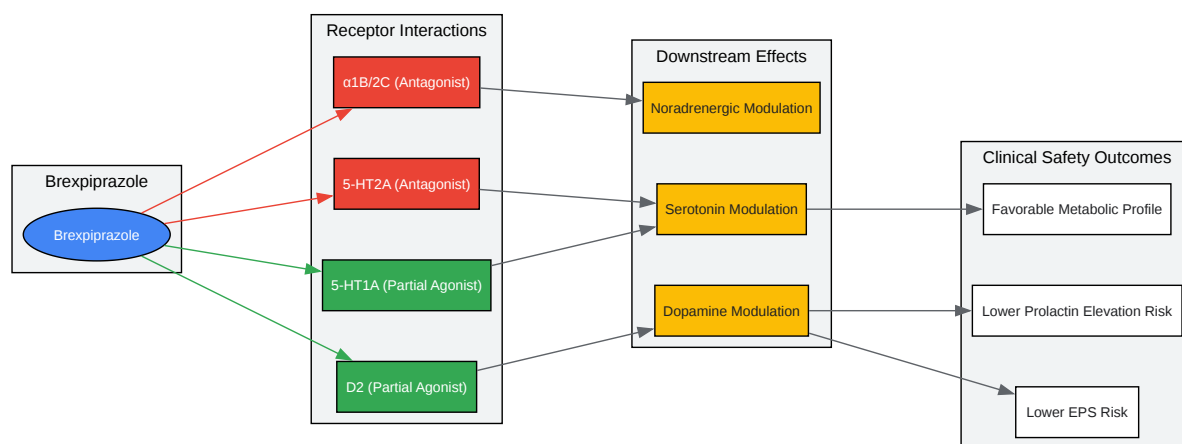 Brexpiprazole
Brexpiprazole
Receptor Interactions
α1B/2C (Antagonist)
5-HT2A (Antagonist)
5-HT1A (Partial Agonist)
D2 (Partial Agonist)
Downstream Effects
Noradrenergic Modulation
Serotonin Modulation
Dopamine Modulation
Clinical Safety Outcomes
Favorable Metabolic Profile
Lower Prolactin Elevation Risk
Lower EPS Risk